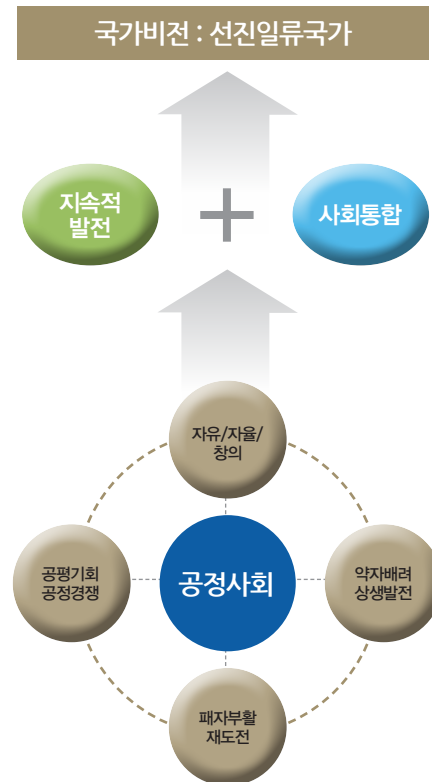 국가비전 : 선진일류국가
지속적
발전
+
사회통합
자유/자율/
창의
공평기회
공정경쟁
공정사회
약자배려
상생발전
패자부활
재도전